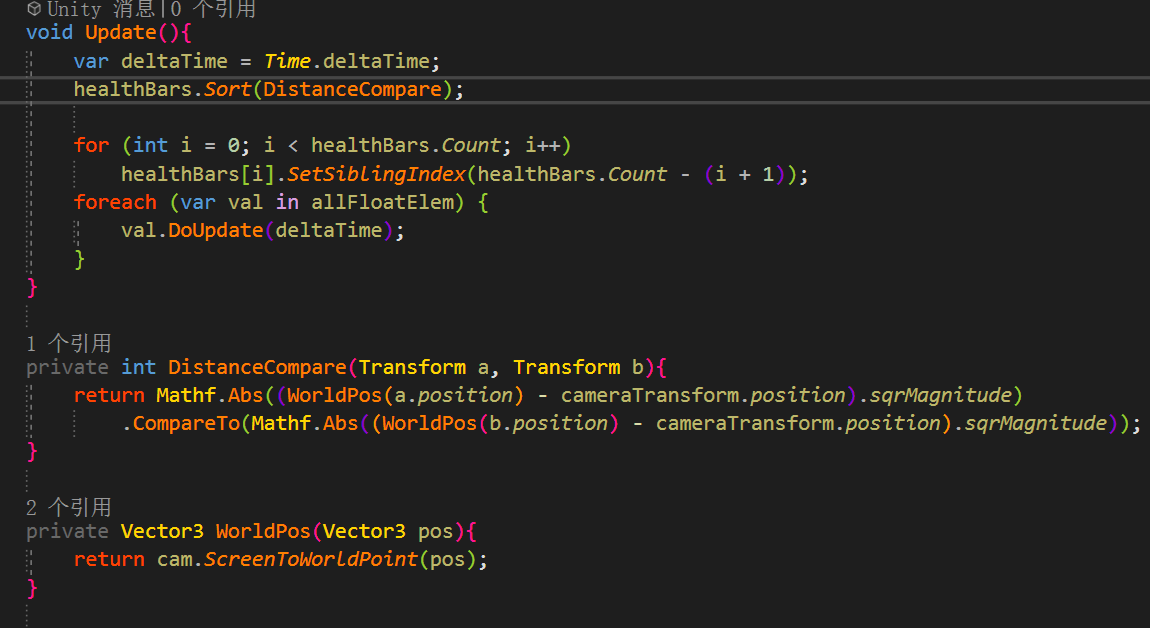 Unity 消息|0 个引用
void Update(){
var deltaTime = Time.deltaTime;
healthBars.Sort(DistanceCompare);
for (int i = 0; i < healthBars.Count; i++)
healthBars[i].SetSiblingIndex(healthBars.Count - (i + 1));
foreach (var val in allFloatElem) {
val.DoUpdate(deltaTime);
}
}
1 个引用
private int DistanceCompare(Transform a, Transform b){
return Mathf.Abs((WorldPos(a.position) - cameraTransform.position).sqrMagnitude)
.CompareTo(Mathf.Abs((WorldPos(b.position) - cameraTransform.position).sqrMagnitude));
}
2 个引用
private Vector3 WorldPos(Vector3 pos){
return cam.ScreenToWorldPoint(pos);
}